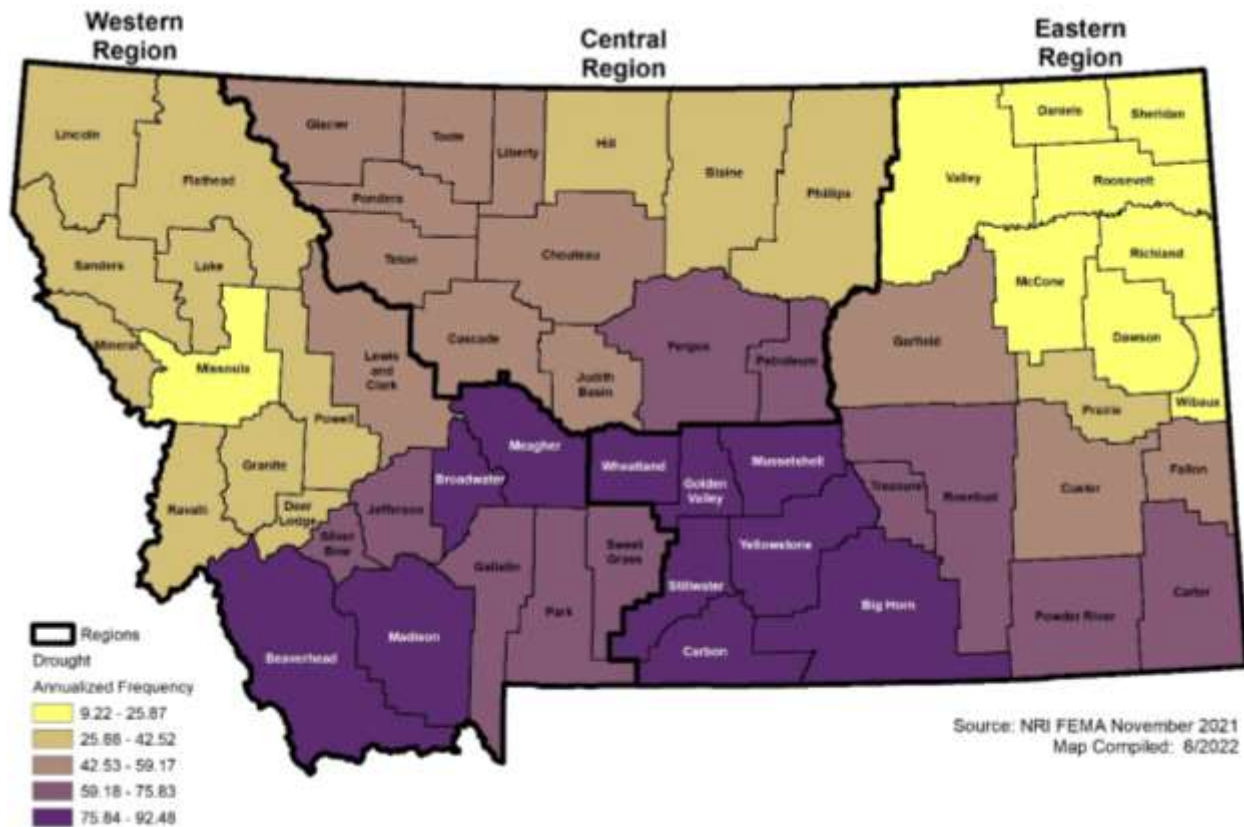 Western
Region
Central
Region
Eastern
Region
Lincoln
Flathead
Glacier
Toole
Liberty
Hill
Blaine
Phillips
Valley
Daniels
Sheridan
Roosevelt
Pondera
Teton
Chouteau
Sanders
Lake
Richland
McCone
Dawson
Garfield
Mineral
Missoula
Lewis
and
Clark
Cascade
Judith
Basin
Fergus
Petroleum
Prairie
Wibaux
Powell
Granite
Meagher
Broadwater
Wheatland
Golden
Valley
Musselshell
Treasure
Rosebud
Custer
Fallon
Ravalli
Deer
Lodge
Silver
Bow
Jefferson
Gallatin
Park
Sweet
Grass
Stillwater
Yellowstone
Big Horn
Powder River
Carter
Beaverhead
Madison
Carbon
Regions
Drought
Annualized Frequency
9.22 - 25.87
25.88 - 42.52
42.53 - 59.17
59.18 - 75.83
75.84 - 92.48
Source: NRI FEMA November 2021
Map Compiled: 6/2022